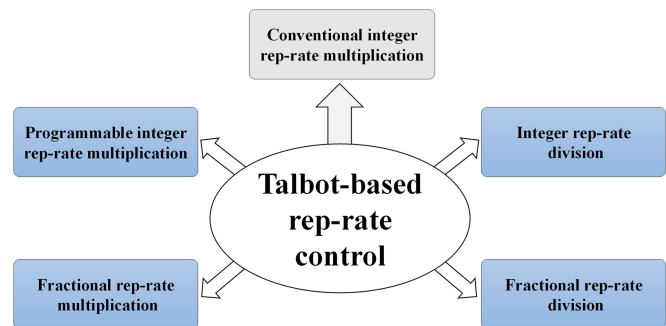 Conventional integer
rep-rate multiplication
Programmable integer
rep-rate multiplication
Integer rep-rate
division
Talbot-based
rep-rate
control
Fractional rep-rate
multiplication
Fractional rep-rate
division